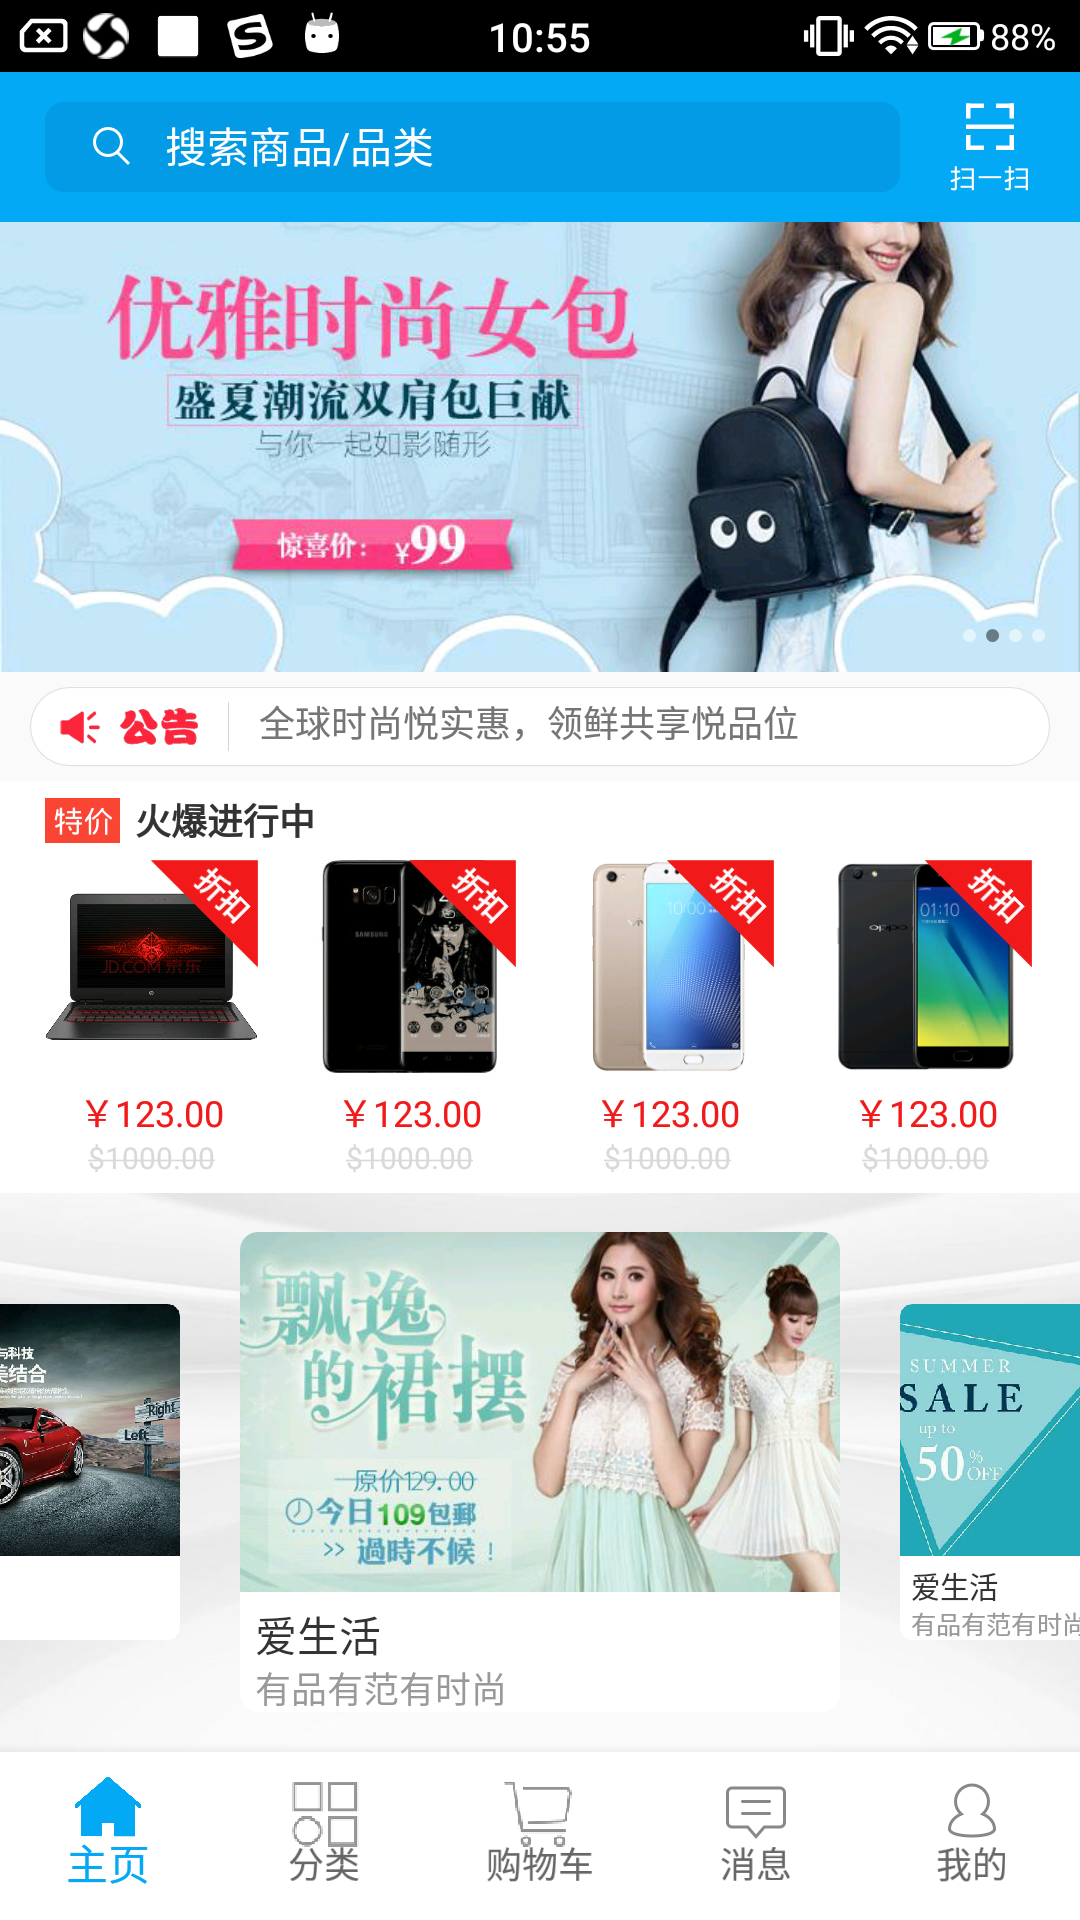 10:55
88%
搜索商品/品类
扫一扫
优雅时尚女包
盛夏潮流双肩包巨献
与你一起如影随形
惊喜价： ¥99
公告
全球时尚悦实惠，领鲜共享悦品位
特价 火爆进行中
折扣 折扣 折扣 折扣
JD.COM 京东
SAMSUNG
10:00
01:10
oppo
￥123.00 ￥123.00 ￥123.00 ￥123.00
$1000.00 $1000.00 $1000.00 $1000.00
与科技
美结合
Right
Left
飘逸
的裙摆
原价129.00
今日109包邮
>> 過時不候！
爱生活
有品有范有时尚
SUMMER
SALE
up to
50% OFF
爱生活
有品有范有时尚
主页 分类 购物车 消息 我的